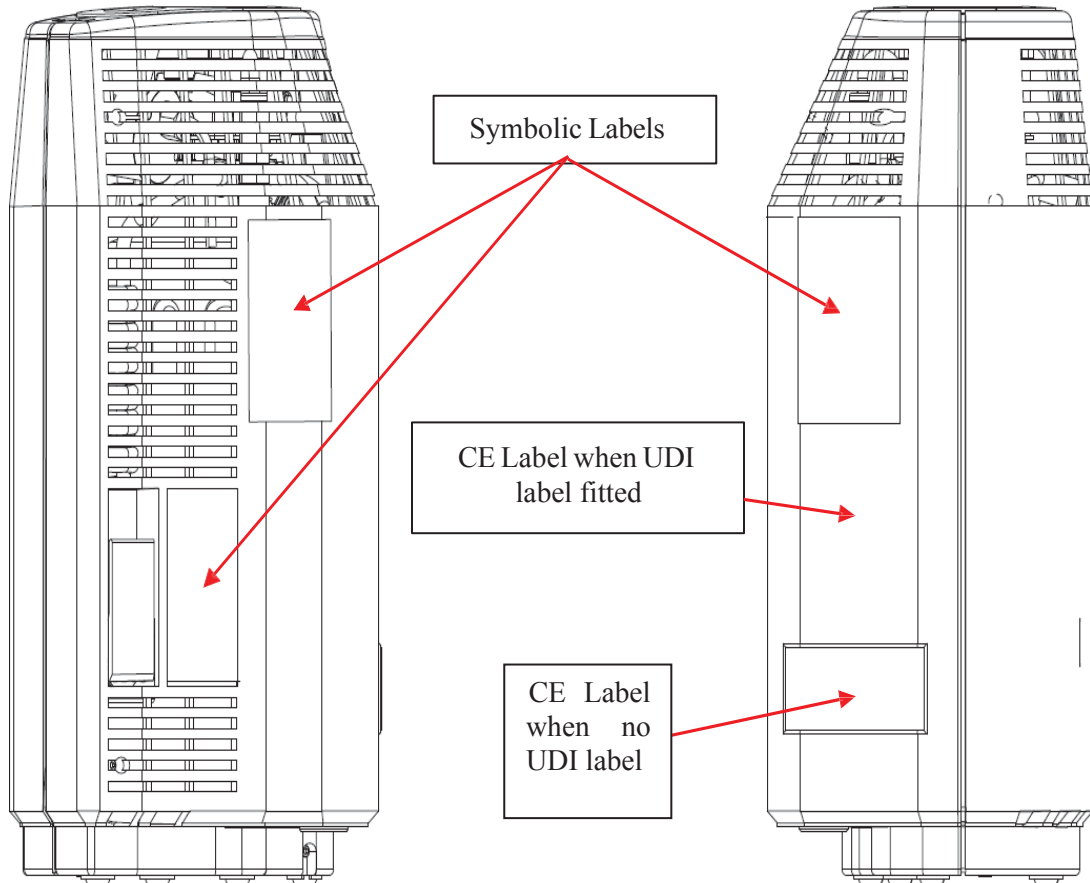 Symbolic Labels
CE Label when UDI
label fitted
CE Label
when no
UDI label